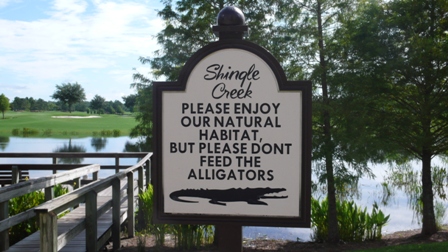 Shingle
Creek
PLEASE ENJOY
OUR NATURAL
HABITAT,
BUT PLEASE DONT
FEED THE
ALLIGATORS